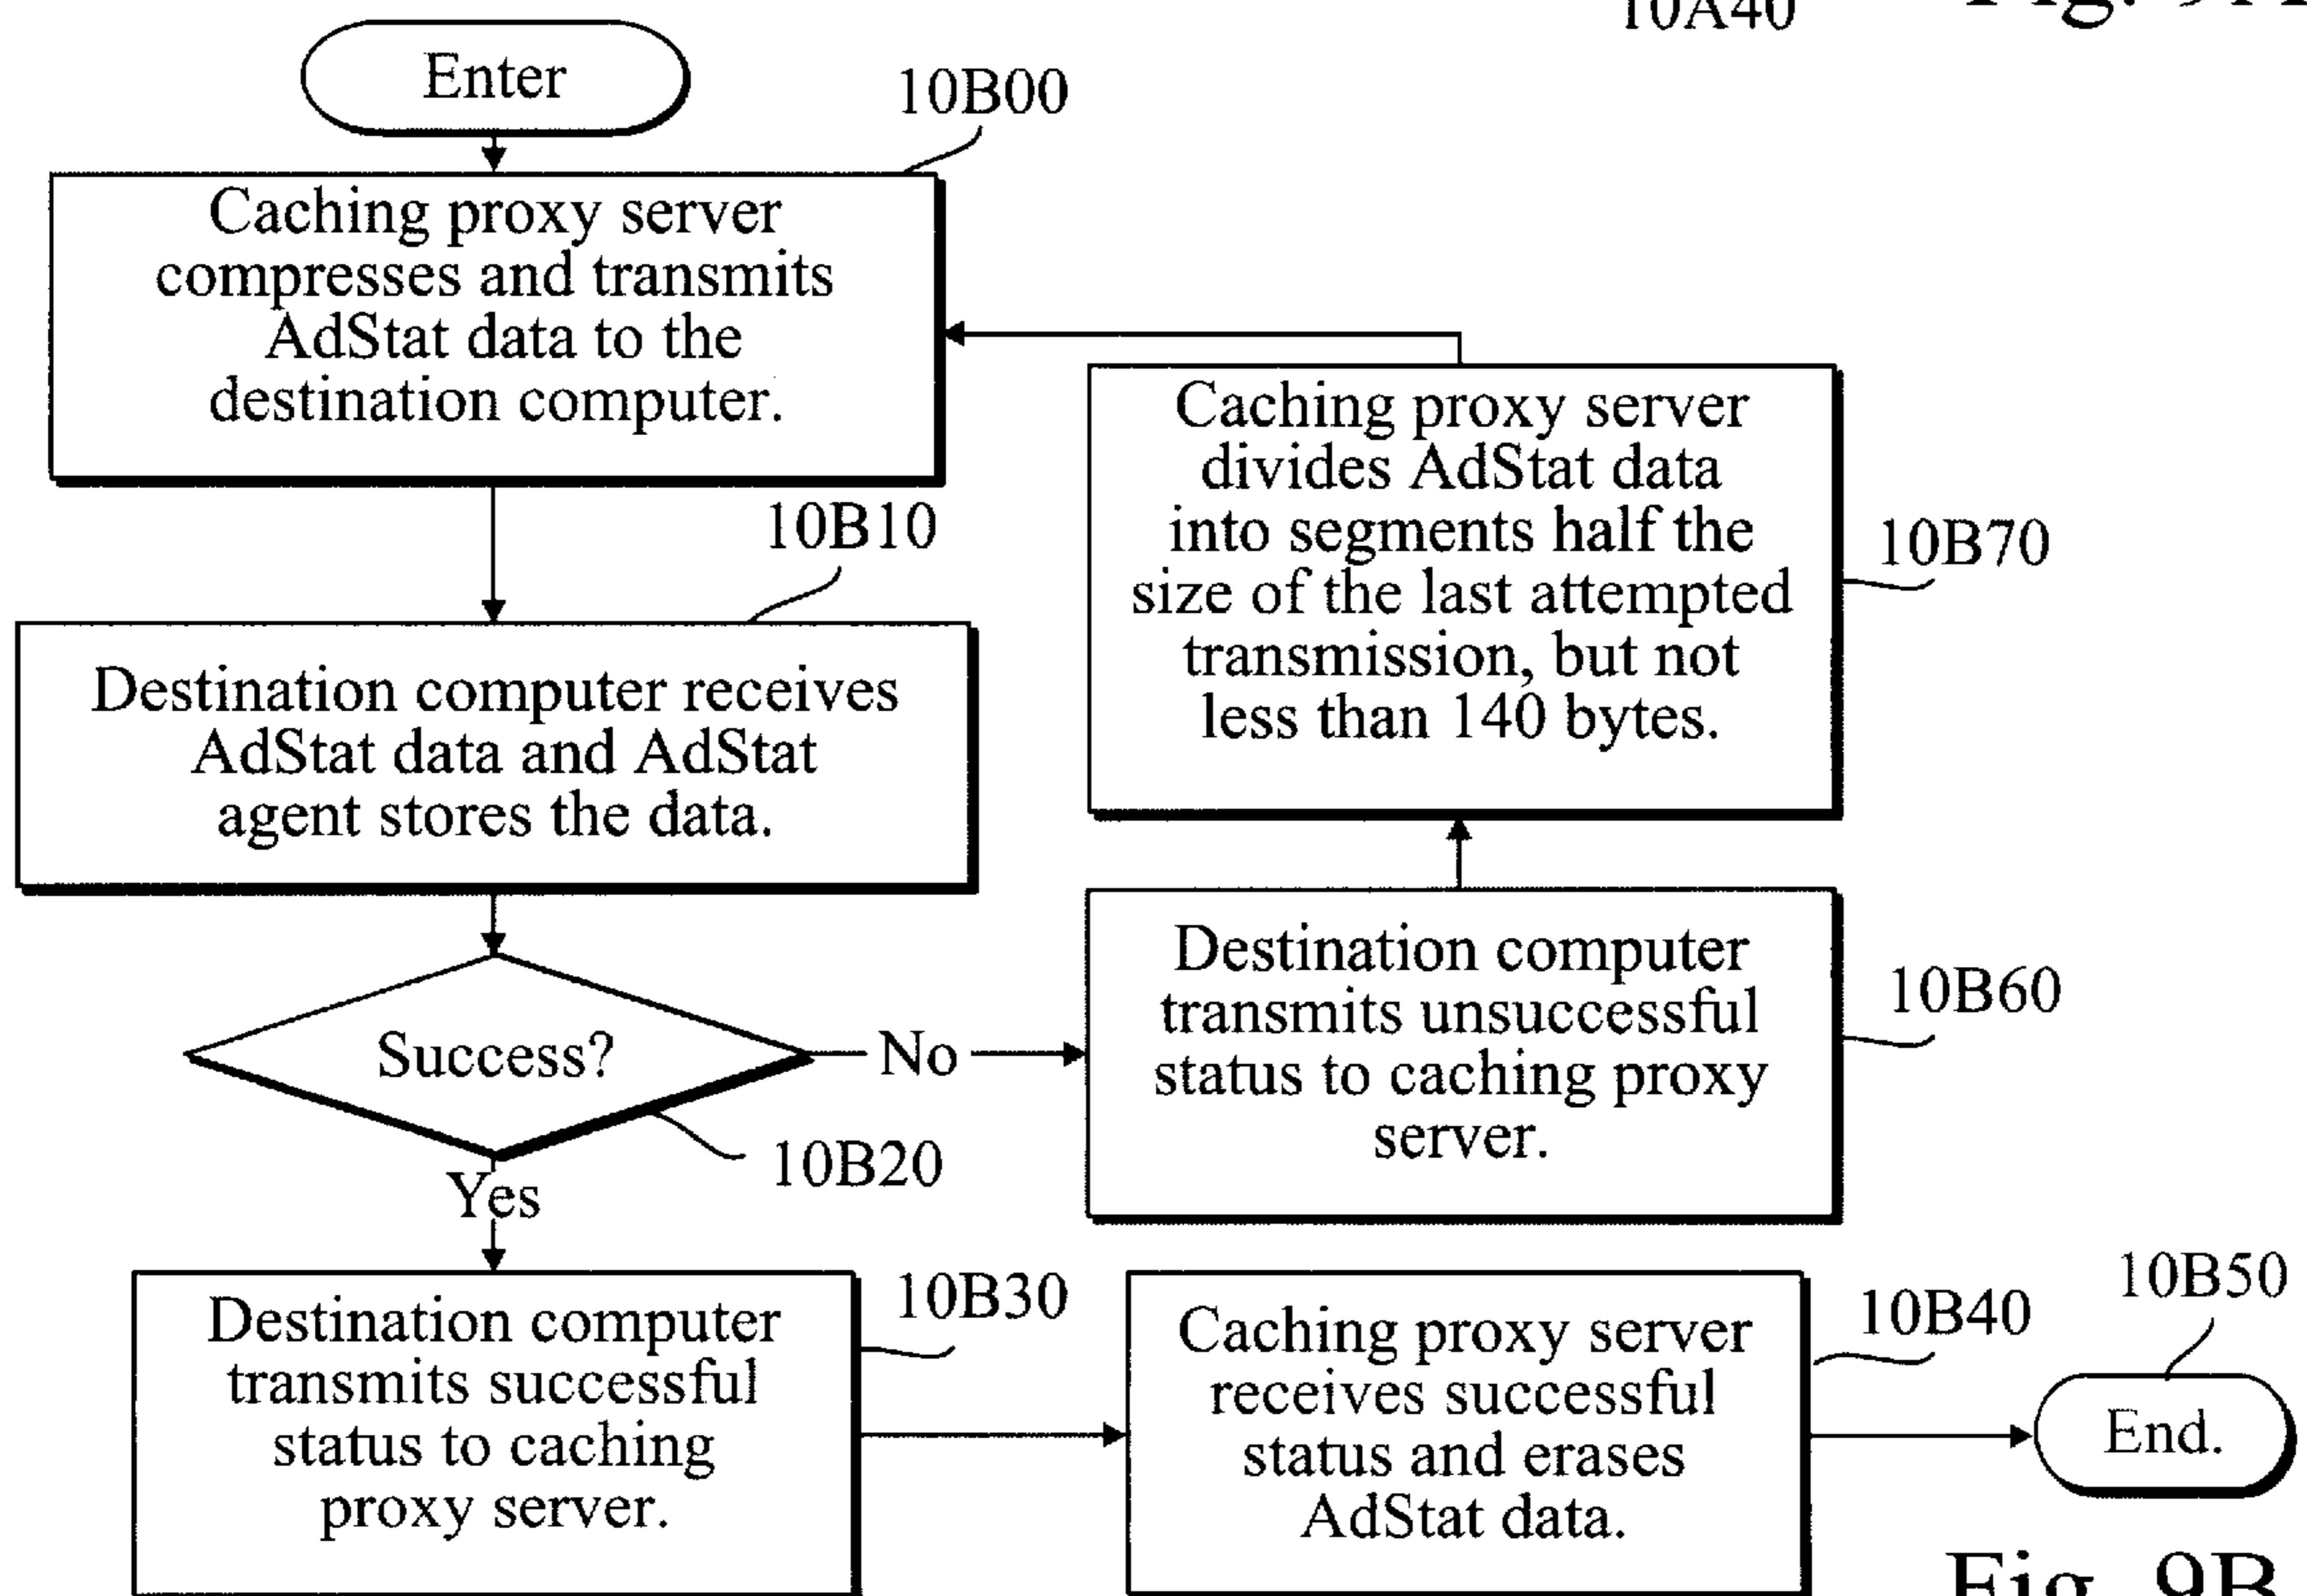 10A40
Enter
10B00
Caching proxy server
compresses and transmits
AdStat data to the
destination computer.
10B10
Destination computer receives
AdStat data and AdStat
agent stores the data.
Success?
10B20
No
Yes
Caching proxy server
divides AdStat data
into segments half the
size of the last attempted
transmission, but not
less than 140 bytes.
10B70
Destination computer
transmits unsuccessful
status to caching proxy
server.
10B60
Destination computer
transmits successful
status to caching
proxy server.
10B30
Caching proxy server
receives successful
status and erases
AdStat data.
10B40
10B50
End.
Fig. 9B